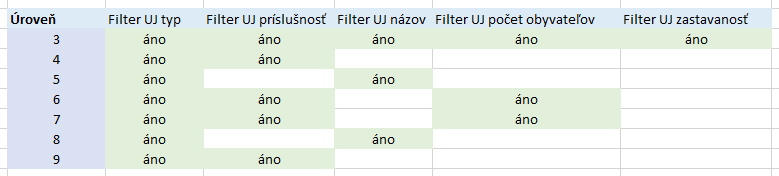 Úroveň Filter UJ typ Filter UJ príslušnosť Filter UJ názov Filter UJ počet obyvateľov Filter UJ zastavanosť
3 áno áno áno áno áno
4 áno áno
5 áno áno
6 áno áno áno
7 áno áno áno
8 áno áno
9 áno áno